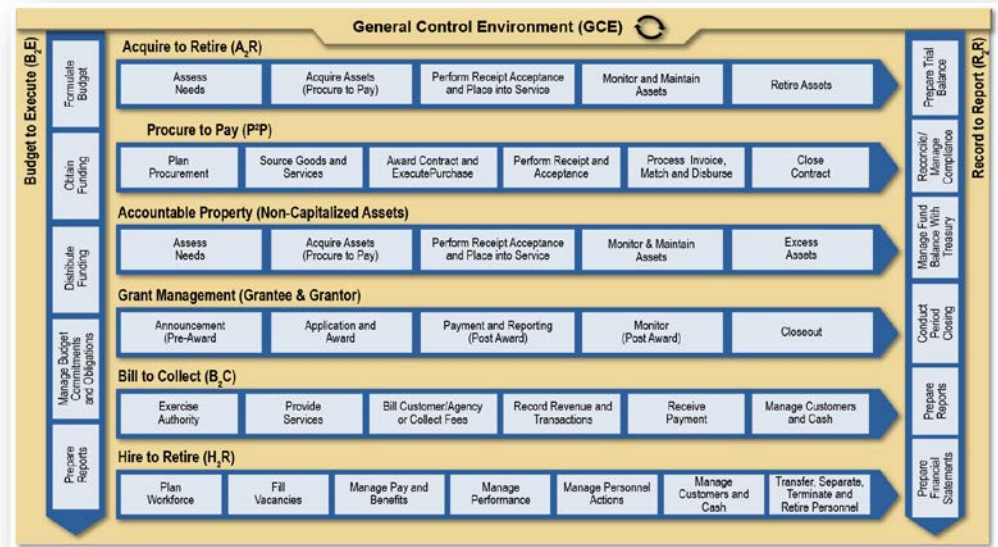 General Control Environment (GCE)
Budget to Execute (B2E)
Formulate
Budget
Obtain
Funding
Distribute
Funding
Manage Budget
Commitments
and Obligations
Prepare
Reports
Acquire to Retire (A2R)
Assess
Needs
Acquire Assets
(Procure to Pay)
Perform Receipt Acceptance
and Place into Service
Monitor and Maintain
Assets
Retire Assets
Procure to Pay (P²P)
Plan
Procurement
Source Goods and
Services
Award Contract and
ExecutePurchase
Perform Receipt and
Acceptance
Process Invoice,
Match and Disburse
Close
Contract
Accountable Property (Non-Capitalized Assets)
Assess
Needs
Acquire Assets
(Procure to Pay)
Perform Receipt Acceptance
and Place into Service
Monitor & Maintain
Assets
Excess
Assets
Grant Management (Grantee & Grantor)
Announcement
(Pre-Award
Application and
Award
Payment and Reporting
(Post Award)
Monitor
(Post Award)
Closeout
Bill to Collect (B2C)
Exercise
Authority
Provide
Services
Bill Customer/Agency
or Collect Fees
Record Revenue and
Transactions
Receive
Payment
Manage Customers
and Cash
Hire to Retire (H2R)
Plan
Workforce
Fill
Vacancies
Manage Pay and
Benefits
Manage
Performance
Manage Personnel
Actions
Manage
Customers and
Cash
Transfer, Separate,
Terminate and
Retire Personnel
Record to Report (R2R)
Prepare Trial
Balance
Reconcile/
Manage
Compliance
Manage Fund
Balance With
Treasury
Conduct
Period
Closing
Prepare
Reports
Prepare
Financial
Statements